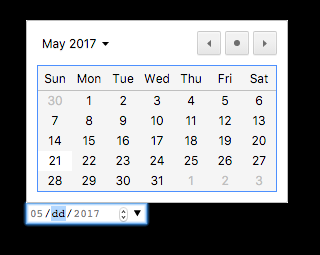 May 2017
Sun Mon Tue Wed Thu Fri Sat
30 1 2 3 4 5 6
7 8 9 10 11 12 13
14 15 16 17 18 19 20
21 22 23 24 25 26 27
28 29 30 31 1 2 3
05/dd/2017